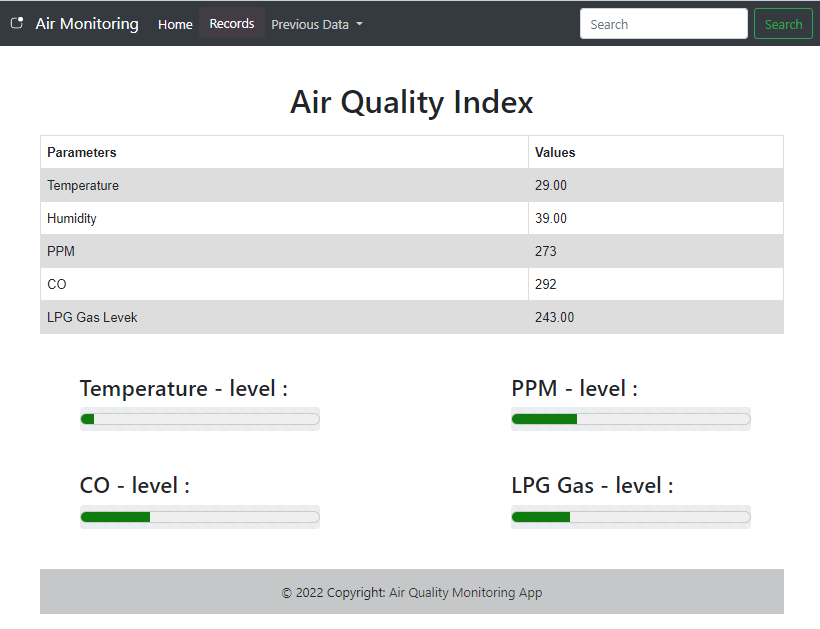 Air Monitoring Home Records Previous Data Search Search
Air Quality Index
Parameters Values
Temperature 29.00
Humidity 39.00
PPM 273
CO 292
LPG Gas Levek 243.00
Temperature - level : PPM - level :
CO - level : LPG Gas - level :
© 2022 Copyright: Air Quality Monitoring App